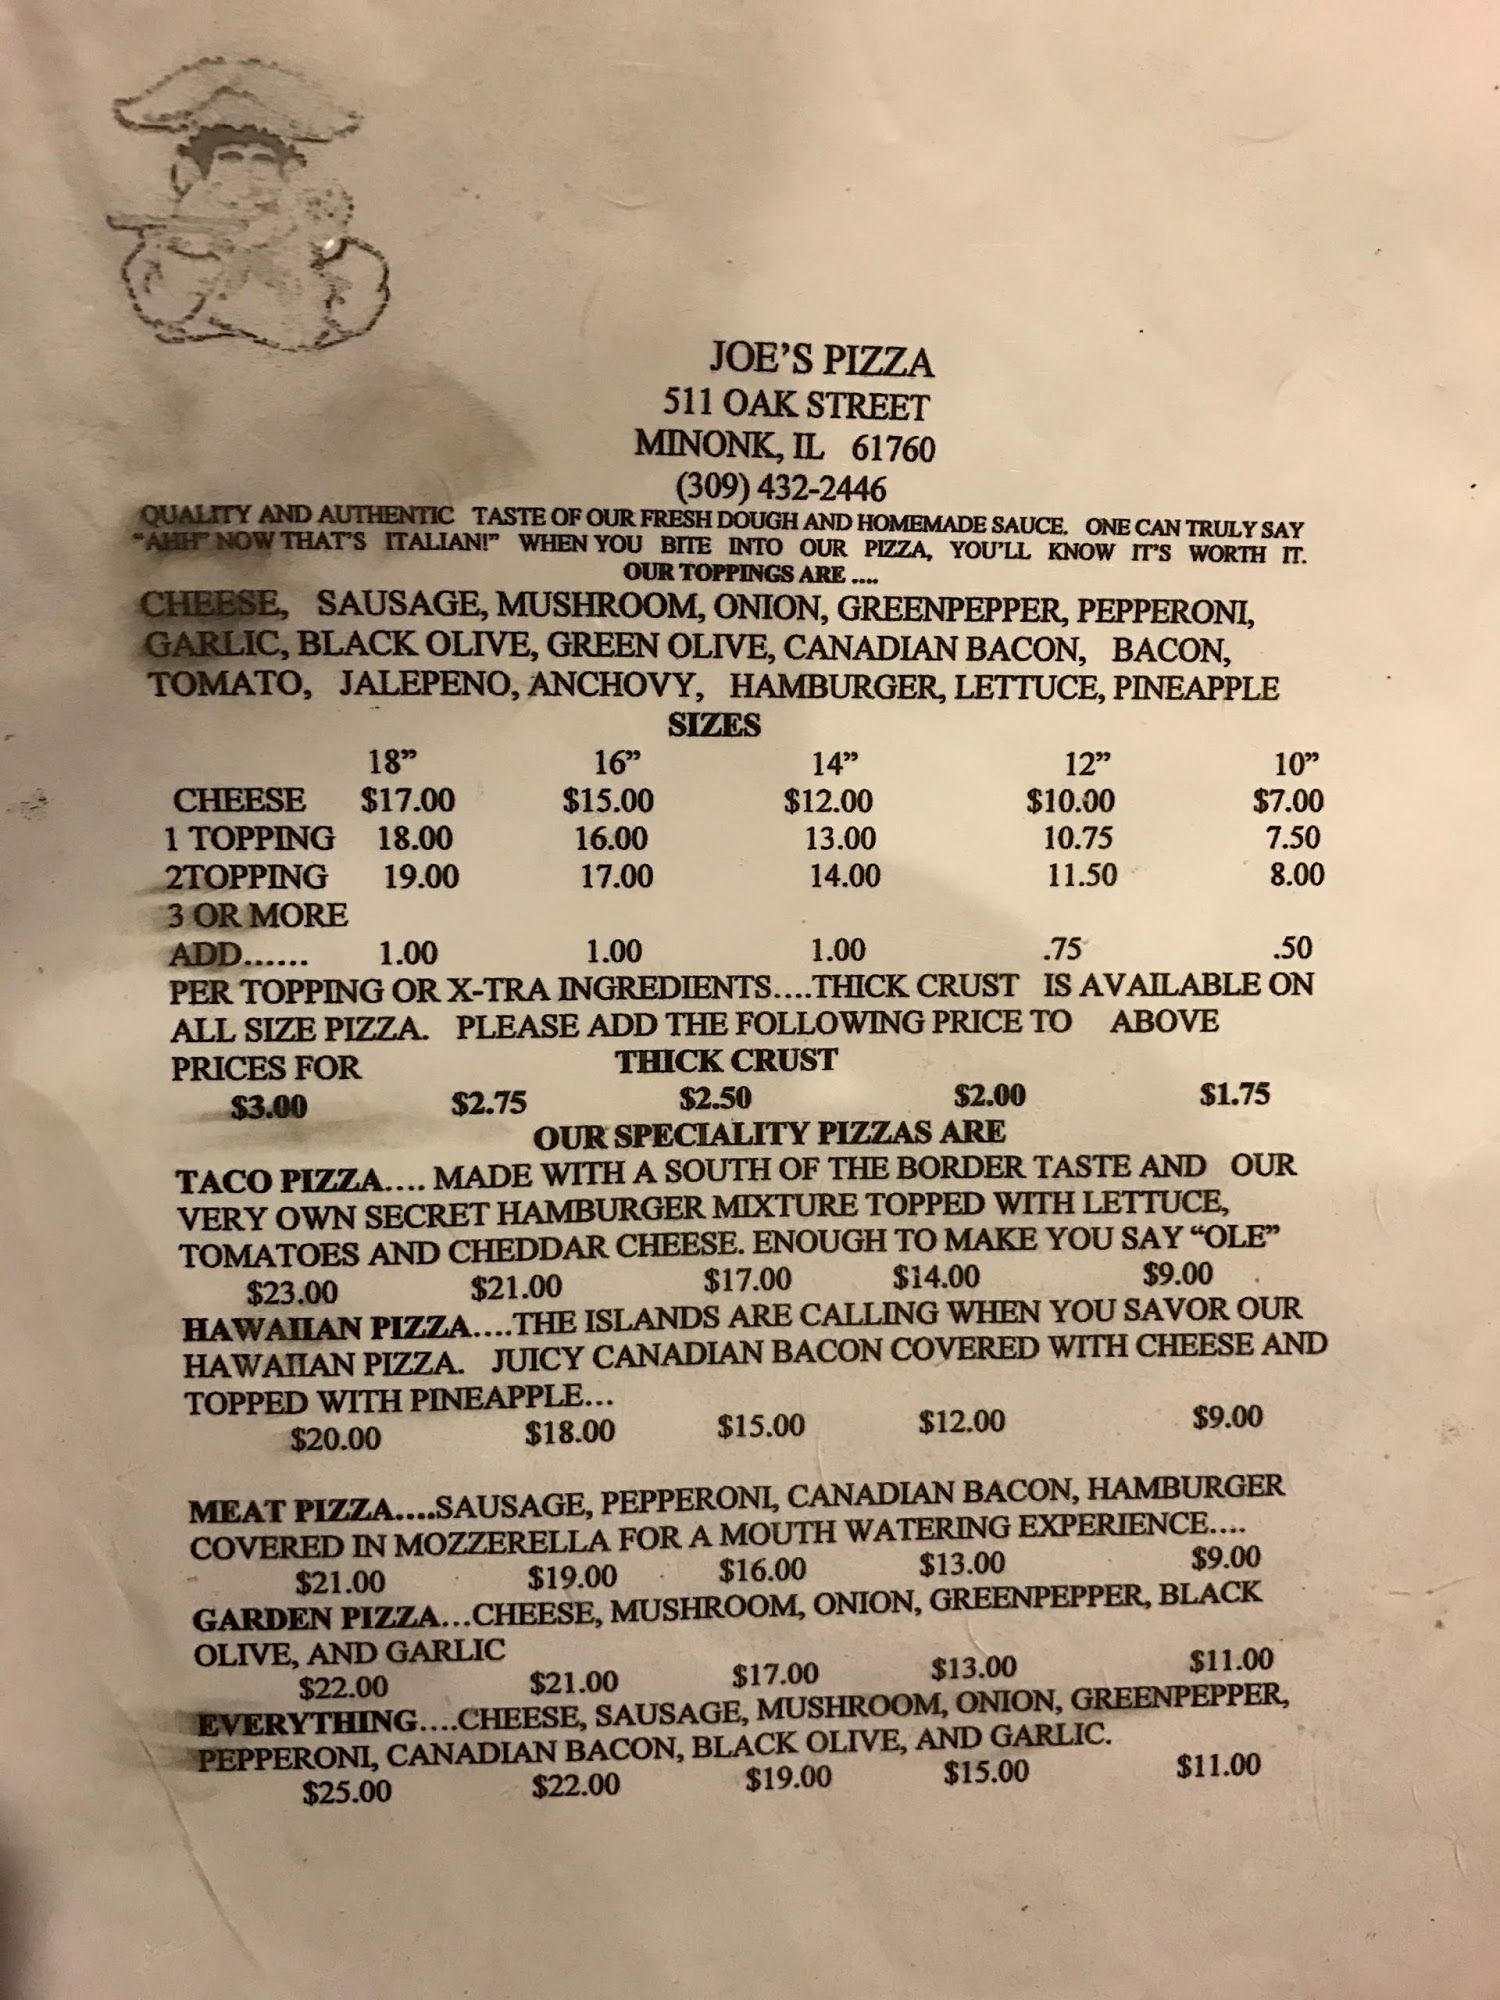 JOE'S PIZZA
511 OAK STREET
MINONK, IL 61760
(309) 432-2446
QUALITY AND AUTHENTIC TASTE OF OUR FRESH DOUGH AND HOMEMADE SAUCE. ONE CAN TRULY SAY
"AHH" NOW THAT'S ITALIAN!" WHEN YOU BITE INTO OUR PIZZA, YOU'LL KNOW IT'S WORTH IT.
OUR TOPPINGS ARE ....
CHEESE, SAUSAGE, MUSHROOM, ONION, GREENPEPPER, PEPPERONI,
GARLIC, BLACK OLIVE, GREEN OLIVE, CANADIAN BACON, BACON,
TOMATO, JALEPENO, ANCHOVY, HAMBURGER, LETTUCE, PINEAPPLE
SIZES
18” 16” 14” 12” 10”
CHEESE $17.00 $15.00 $12.00 $10.00 $7.00
1 TOPPING 18.00 16.00 13.00 10.75 7.50
2TOPPING 19.00 17.00 14.00 11.50 8.00
3 OR MORE
ADD...... 1.00 1.00 1.00 .75 .50
PER TOPPING OR X-TRA INGREDIENTS....THICK CRUST IS AVAILABLE ON
ALL SIZE PIZZA. PLEASE ADD THE FOLLOWING PRICE TO ABOVE
PRICES FOR THICK CRUST
$3.00 $2.75 $2.50 $2.00 $1.75
OUR SPECIALITY PIZZAS ARE
TACO PIZZA.... MADE WITH A SOUTH OF THE BORDER TASTE AND OUR
VERY OWN SECRET HAMBURGER MIXTURE TOPPED WITH LETTUCE,
TOMATOES AND CHEDDAR CHEESE. ENOUGH TO MAKE YOU SAY “OLE”
$23.00 $21.00 $17.00 $14.00 $9.00
HAWAIIAN PIZZA....THE ISLANDS ARE CALLING WHEN YOU SAVOR OUR
HAWAIIAN PIZZA. JUICY CANADIAN BACON COVERED WITH CHEESE AND
TOPPED WITH PINEAPPLE...
$20.00 $18.00 $15.00 $12.00 $9.00
MEAT PIZZA....SAUSAGE, PEPPERONI, CANADIAN BACON, HAMBURGER
COVERED IN MOZZERELLA FOR A MOUTH WATERING EXPERIENCE....
$21.00 $19.00 $16.00 $13.00 $9.00
GARDEN PIZZA...CHEESE, MUSHROOM, ONION, GREENPEPPER, BLACK
OLIVE, AND GARLIC
$22.00 $21.00 $17.00 $13.00 $11.00
EVERYTHING....CHEESE, SAUSAGE, MUSHROOM, ONION, GREENPEPPER,
PEPPERONI, CANADIAN BACON, BLACK OLIVE, AND GARLIC.
$25.00 $22.00 $19.00 $15.00 $11.00